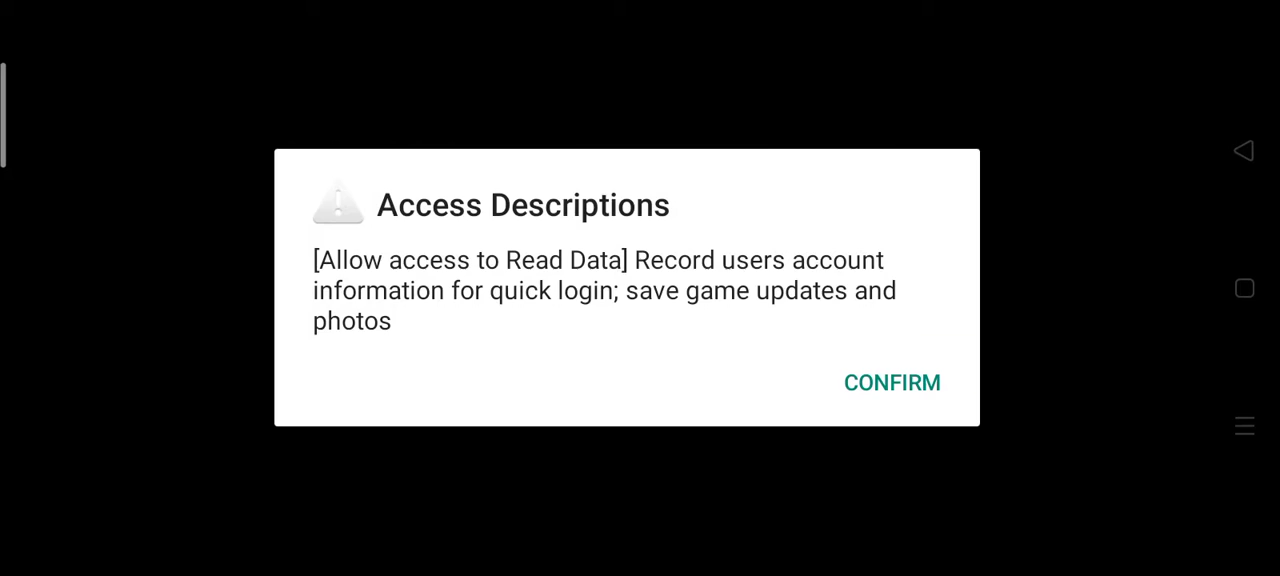 Access Descriptions
[Allow access to Read Data] Record users account
information for quick login; save game updates and
photos
CONFIRM